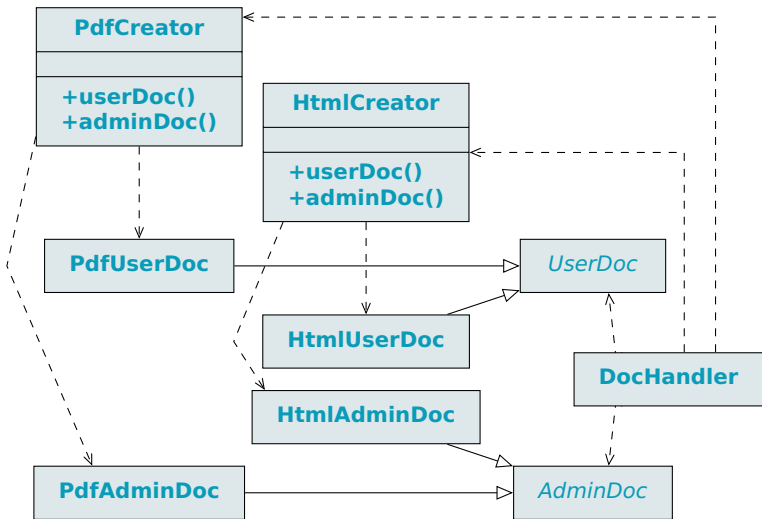 PdfCreator
+userDoc()
+adminDoc()
HtmlCreator
+userDoc()
+adminDoc()
PdfUserDoc
UserDoc
HtmlUserDoc
DocHandler
HtmlAdminDoc
PdfAdminDoc
AdminDoc